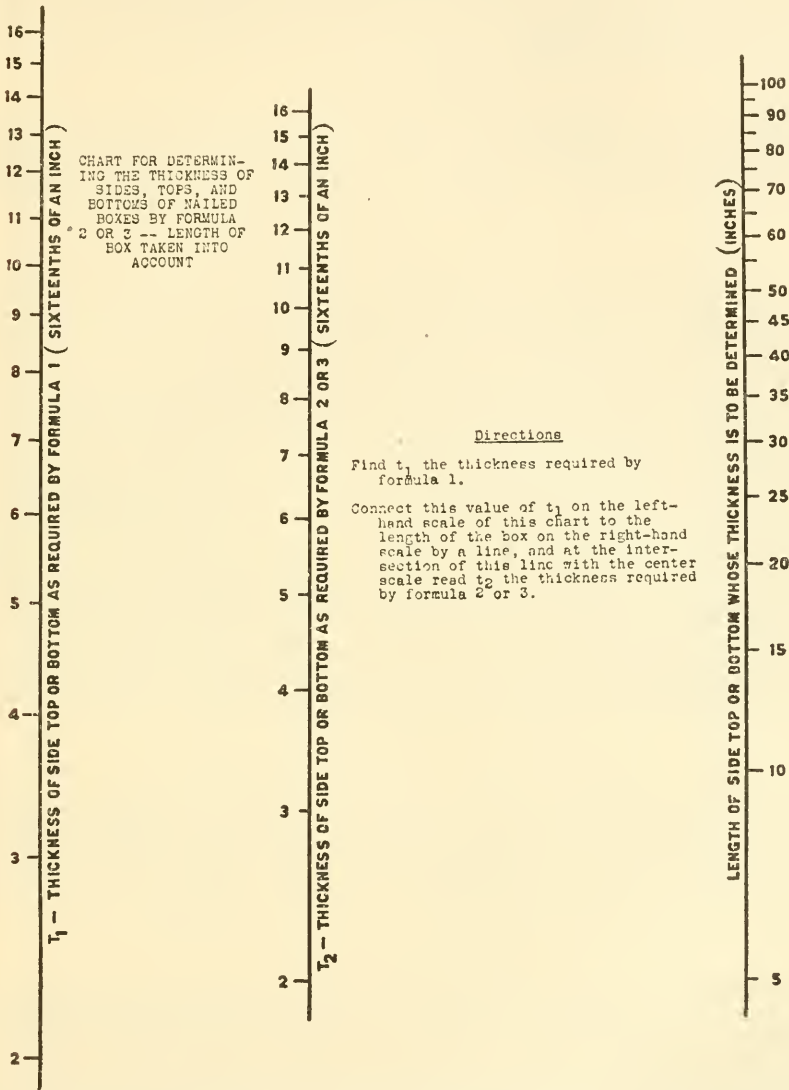 16
15
14
13
12
11
10
9
8
7
6
5
4
3
2
T1 — THICKNESS OF SIDE TOP OR BOTTOM AS REQUIRED BY FORMULA 1 ( SIXTEENTHS OF AN INCH )
CHART FOR DETERMIN-
ING THE THICKNESS OF
SIDES, TOPS, AND
BOTTOMS OF NAILED
BOXES BY FORMULA
2 OR 3 -- LENGTH OF
BOX TAKEN INTO
ACCOUNT
16
15
14
13
12
11
10
9
8
7
6
5
4
3
2
T2 — THICKNESS OF SIDE TOP OR BOTTOM AS REQUIRED BY FORMULA 2 OR 3 ( SIXTEENTHS OF AN INCH )
Directions
Find t1 the thickness required by
formula 1.
Connect this value of t1 on the left-
hand scale of this chart to the
length of the box on the right-hand
scale by a line, and at the inter-
section of this line with the center
scale read t2 the thickness required
by formula 2 or 3.
LENGTH OF SIDE TOP OR BOTTOM WHOSE THICKNESS IS TO BE DETERMINED (INCHES)
100
90
80
70
60
50
45
40
35
30
25
20
15
10
5